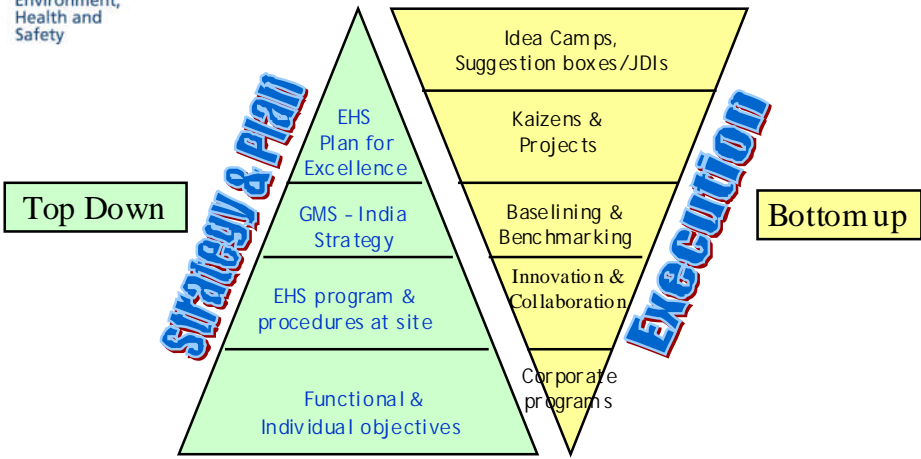 Environment,
Health and
Safety
Top Down
Strategy & Plan
EHS
Plan for
Excellence
GMS - India
Strategy
EHS program &
procedures at site
Functional &
Individual objectives
Idea Camps,
Suggestion boxes/JDIs
Kaizens &
Projects
Baselining &
Benchmarking
Innovation &
Collaboration
Corporate
programs
Execution
Bottom up